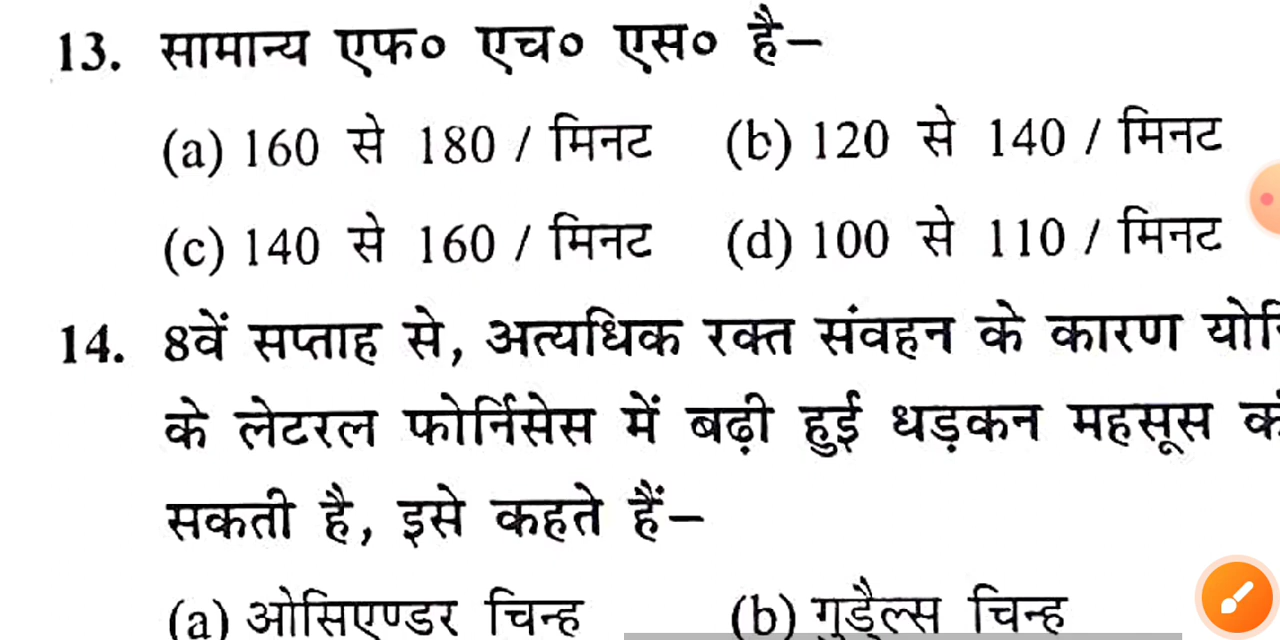 13. सामान्य एफ० एच० एस० है–
(a) 160 से 180 / मिनट (b) 120 से 140 / मिनट
(c) 140 से 160 / मिनट (d) 100 से 110 / मिनट
14. 8वें सप्ताह से, अत्यधिक रक्त संवहन के कारण
के लेटरल फोर्निसेस में बढ़ी हुई धड़कन महसूस
सकती है, इसे कहते हैं–
(a) ओसिएण्डर चिन्ह (b) गुडैल्स चिन्ह